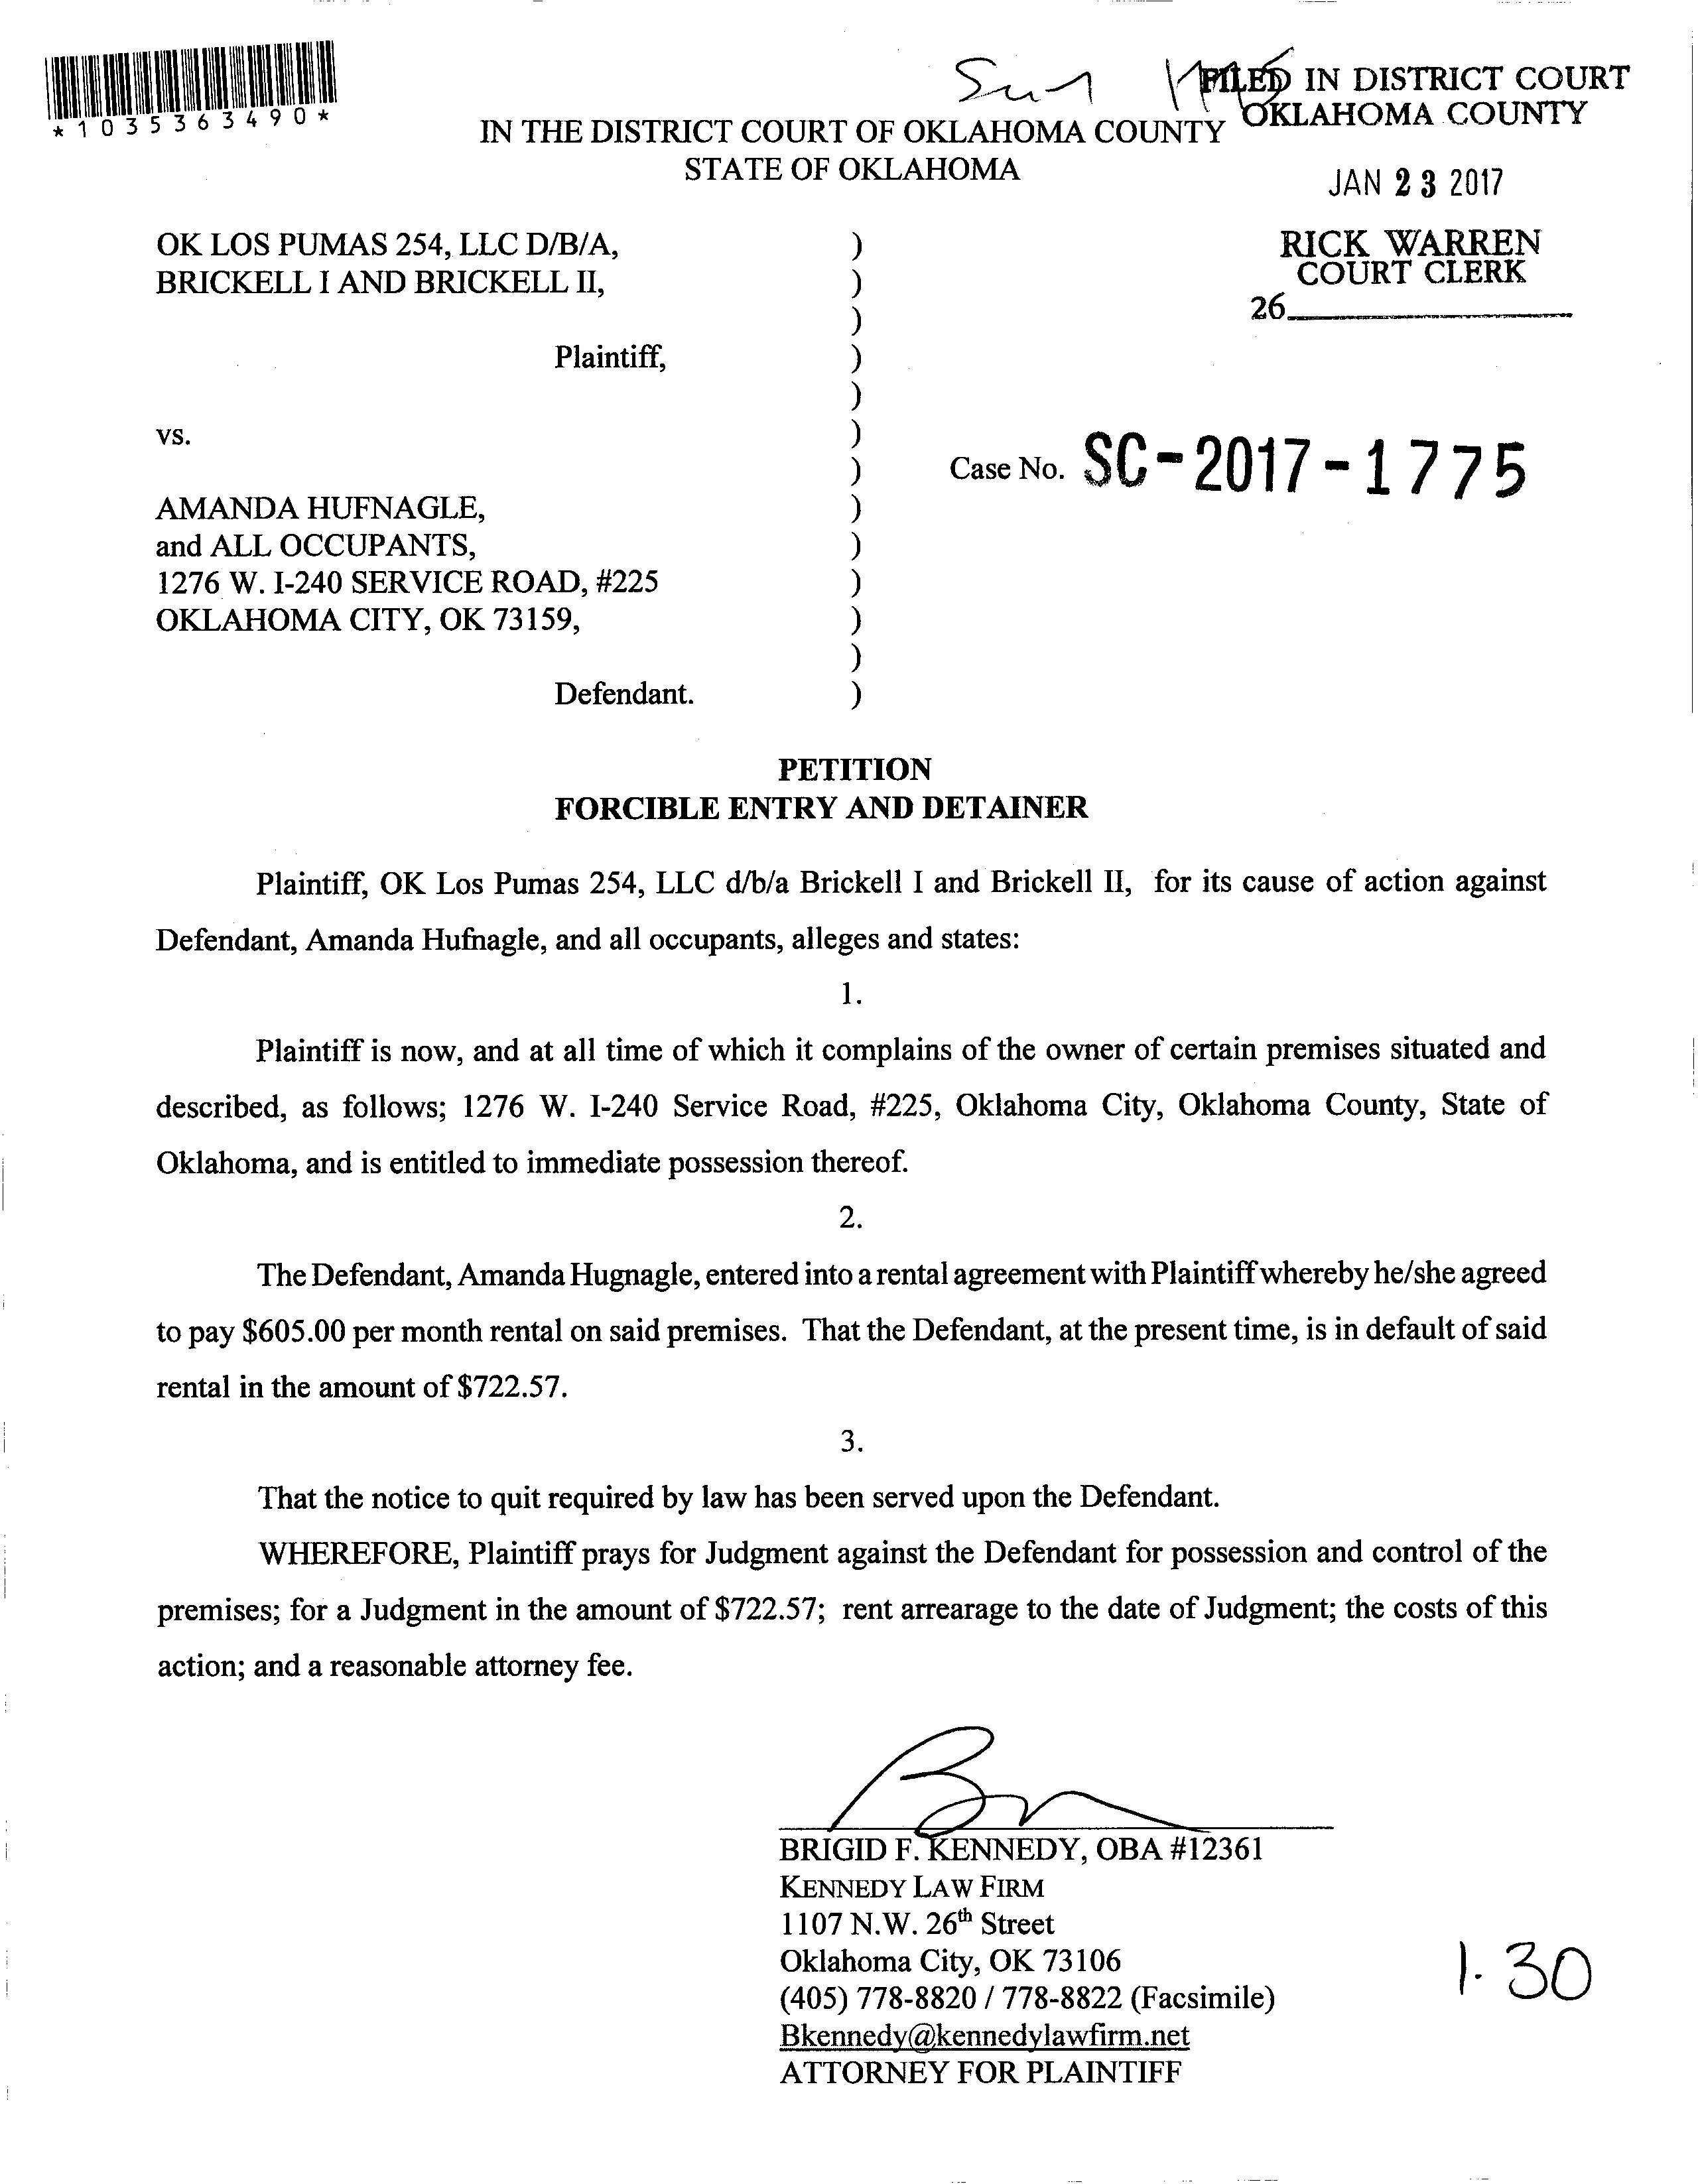 *1035363490*
FILED IN DISTRICT COURT
OKLAHOMA COUNTY
IN THE DISTRICT COURT OF OKLAHOMA COUNTY
STATE OF OKLAHOMA
JAN 23 2017
RICK WARREN
COURT CLERK
26
OK LOS PUMAS 254, LLC D/B/A, )
BRICKELL I AND BRICKELL II, )
)
Plaintiff, )
)
vs. )
) Case No. SC-2017-1775
AMANDA HUFNAGLE, )
and ALL OCCUPANTS, )
1276 W. I-240 SERVICE ROAD, #225 )
OKLAHOMA CITY, OK 73159, )
)
Defendant. )
PETITION
FORCIBLE ENTRY AND DETAINER
Plaintiff, OK Los Pumas 254, LLC d/b/a Brickell I and Brickell II, for its cause of action against
Defendant, Amanda Hufnagle, and all occupants, alleges and states:
1.
Plaintiff is now, and at all time of which it complains of the owner of certain premises situated and
described, as follows; 1276 W. I-240 Service Road, #225, Oklahoma City, Oklahoma County, State of
Oklahoma, and is entitled to immediate possession thereof.
2.
The Defendant, Amanda Hugnagle, entered into a rental agreement with Plaintiff whereby he/she agreed
to pay $605.00 per month rental on said premises. That the Defendant, at the present time, is in default of said
rental in the amount of $722.57.
3.
That the notice to quit required by law has been served upon the Defendant.
WHEREFORE, Plaintiff prays for Judgment against the Defendant for possession and control of the
premises; for a Judgment in the amount of $722.57; rent arrearage to the date of Judgment; the costs of this
action; and a reasonable attorney fee.
BRIGID F. KENNEDY, OBA #12361
KENNEDY LAW FIRM
1107 N.W. 26th Street
Oklahoma City, OK 73106
(405) 778-8820 / 778-8822 (Facsimile)
Bkennedy@kennedylawfirm.net
ATTORNEY FOR PLAINTIFF
1.30